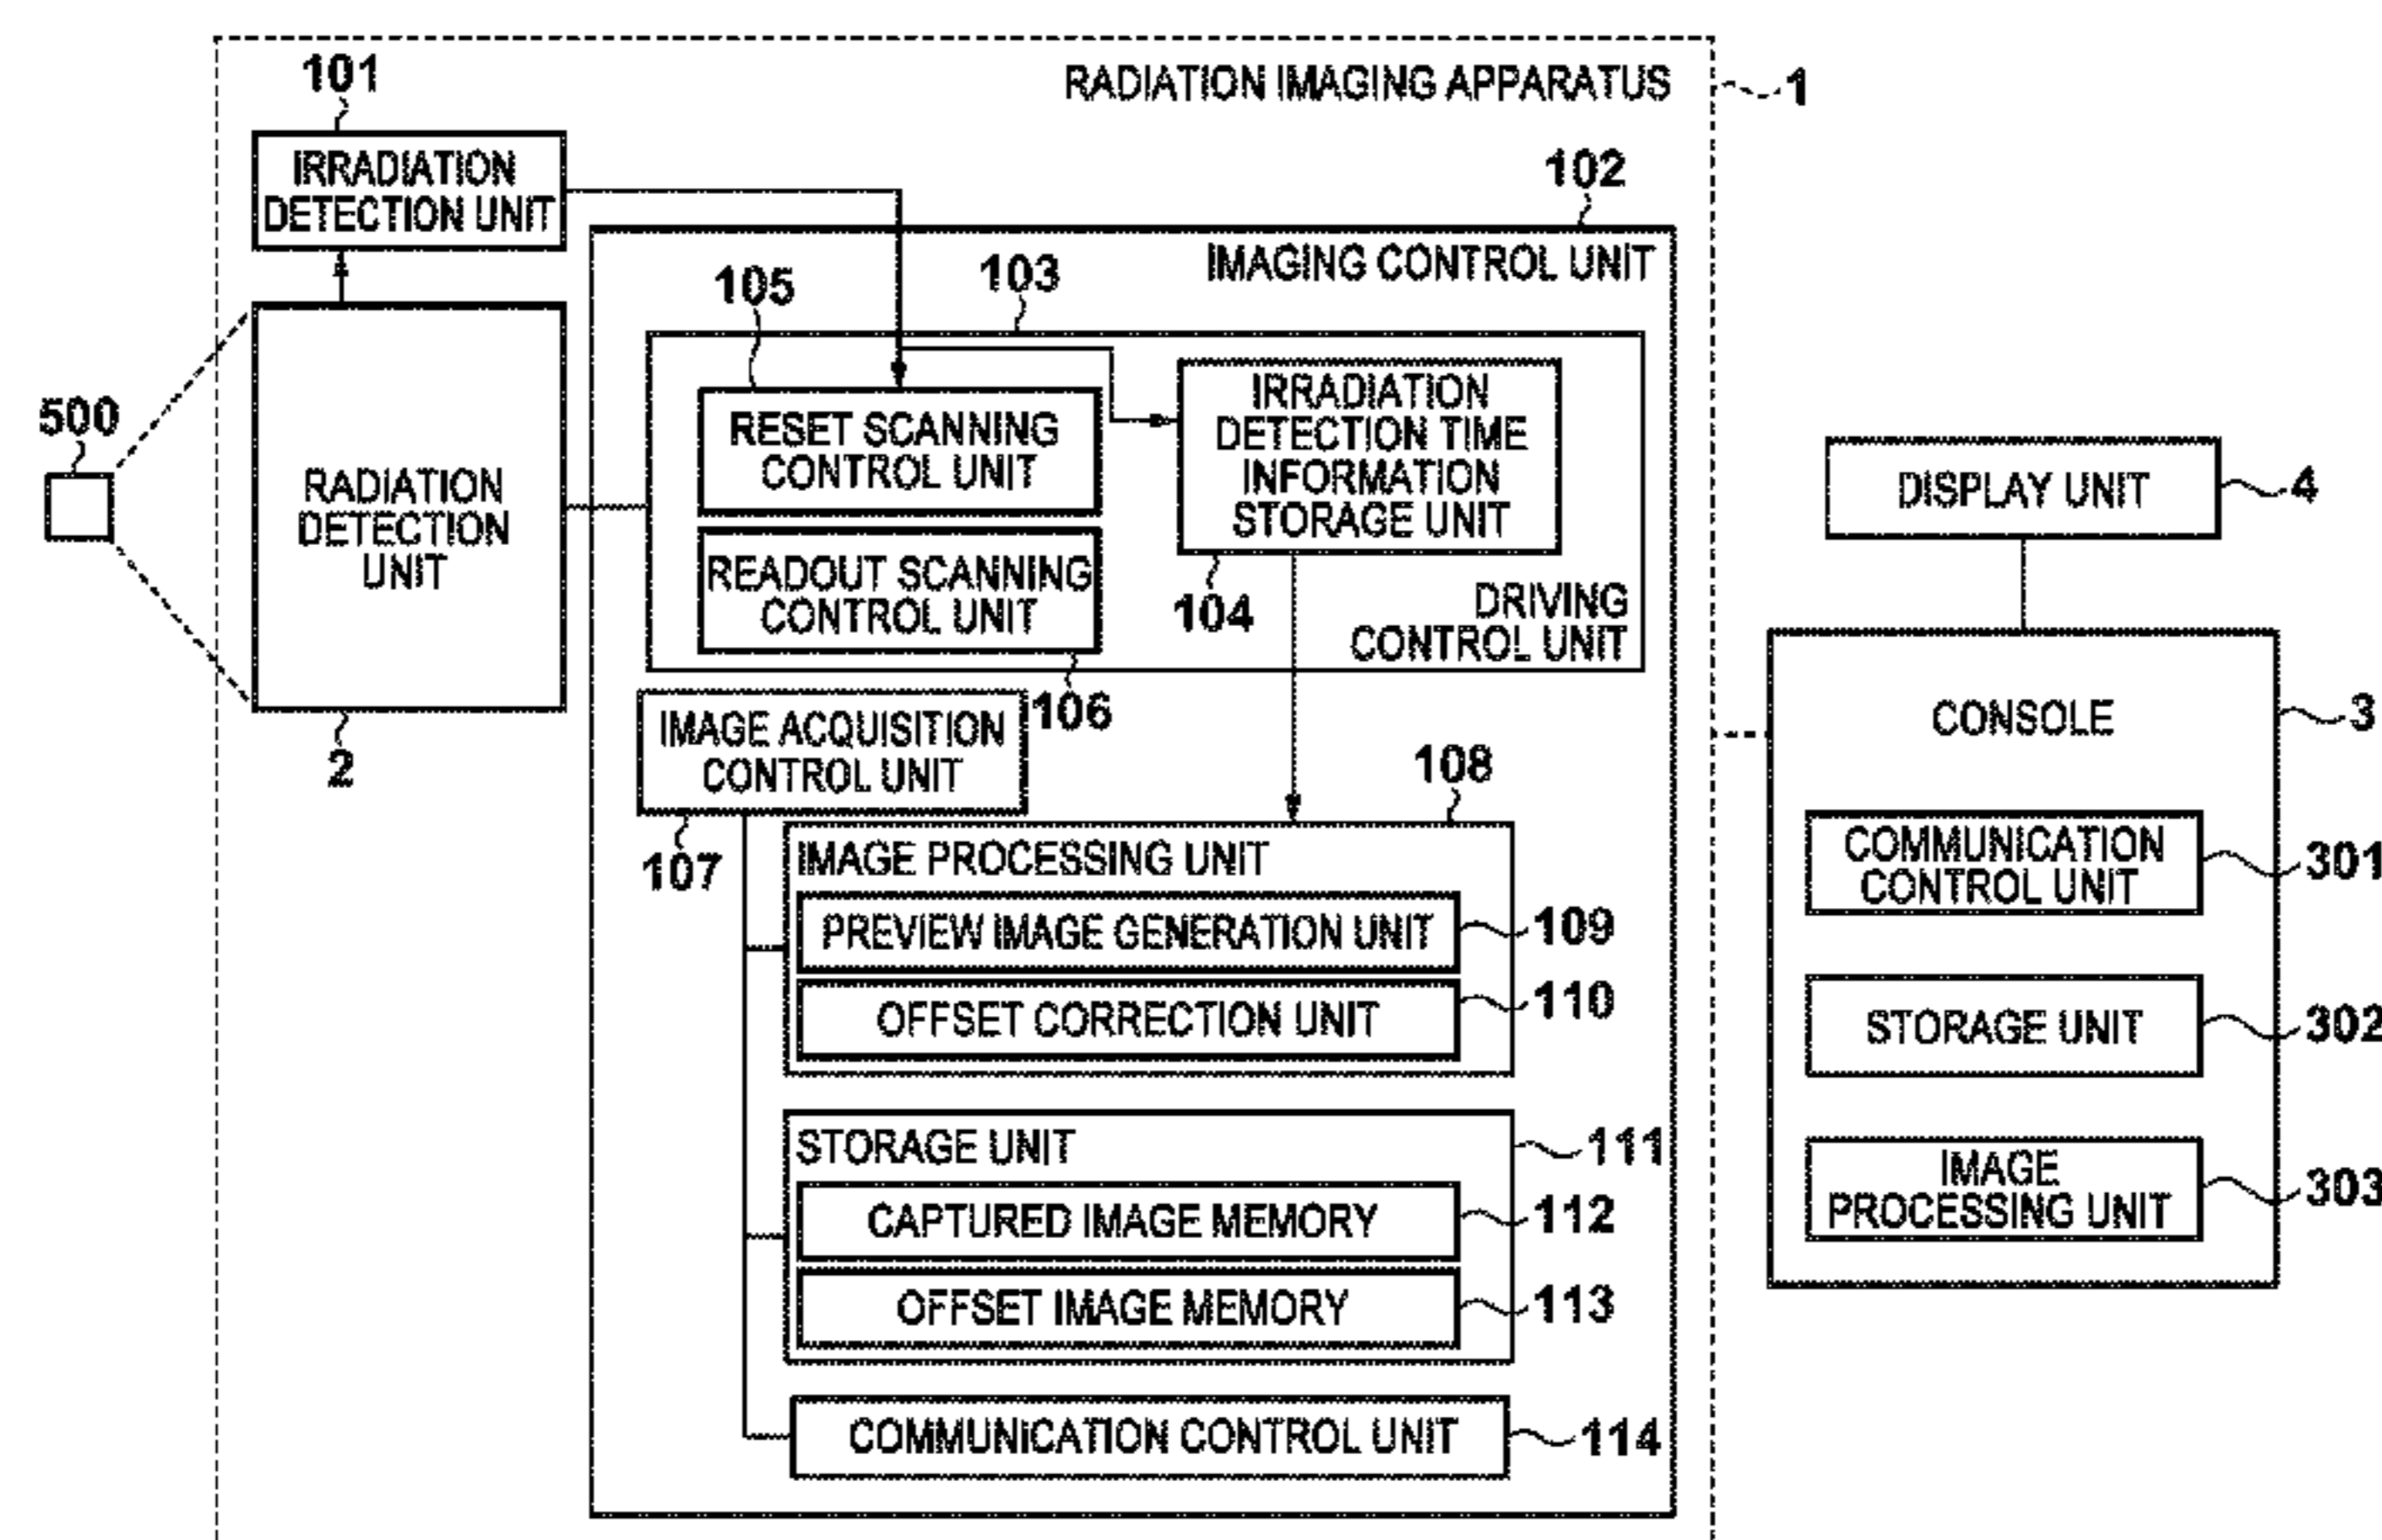 RADIATION IMAGING APPARATUS
1
101
IRRADIATION
DETECTION UNIT
102
IMAGING CONTROL UNIT
103
105
RESET SCANNING
CONTROL UNIT
IRRADIATION
DETECTION TIME
INFORMATION
STORAGE UNIT
104
READOUT SCANNING
CONTROL UNIT
106
DRIVING
CONTROL UNIT
500
RADIATION
DETECTION
UNIT
2
IMAGE ACQUISITION
CONTROL UNIT
107
108
IMAGE PROCESSING UNIT
PREVIEW IMAGE GENERATION UNIT
109
OFFSET CORRECTION UNIT
110
STORAGE UNIT
111
CAPTURED IMAGE MEMORY
112
OFFSET IMAGE MEMORY
113
COMMUNICATION CONTROL UNIT
114
DISPLAY UNIT
4
CONSOLE
3
COMMUNICATION
CONTROL UNIT
301
STORAGE UNIT
302
IMAGE
PROCESSING UNIT
303